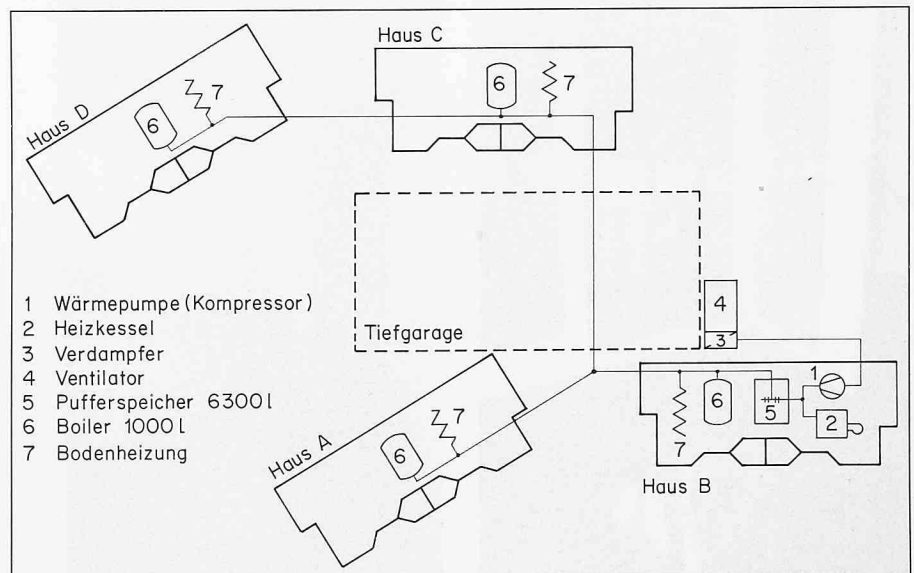 Haus C
6
7
Haus D
6
7
1 Wärmepumpe (Kompressor)
2 Heizkessel
3 Verdampfer
4 Ventilator
5 Pufferspeicher 6300 l
6 Boiler 1000 l
7 Bodenheizung
Tiefgarage
4
3
Haus A
6
7
7
6
5
1
2
Haus B